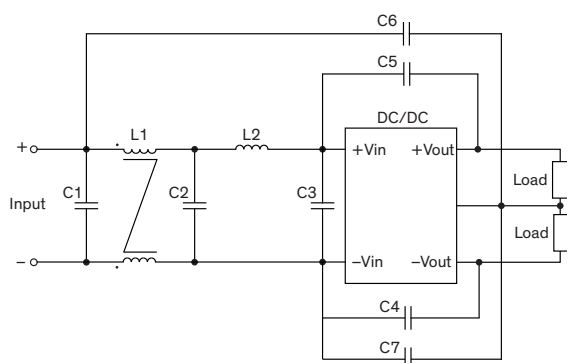 C6
C5
DC/DC
+
L1
L2
+Vin
+Vout
Load
Input
C1
C2
C3
Load
−
−Vin
−Vout
C4
C7